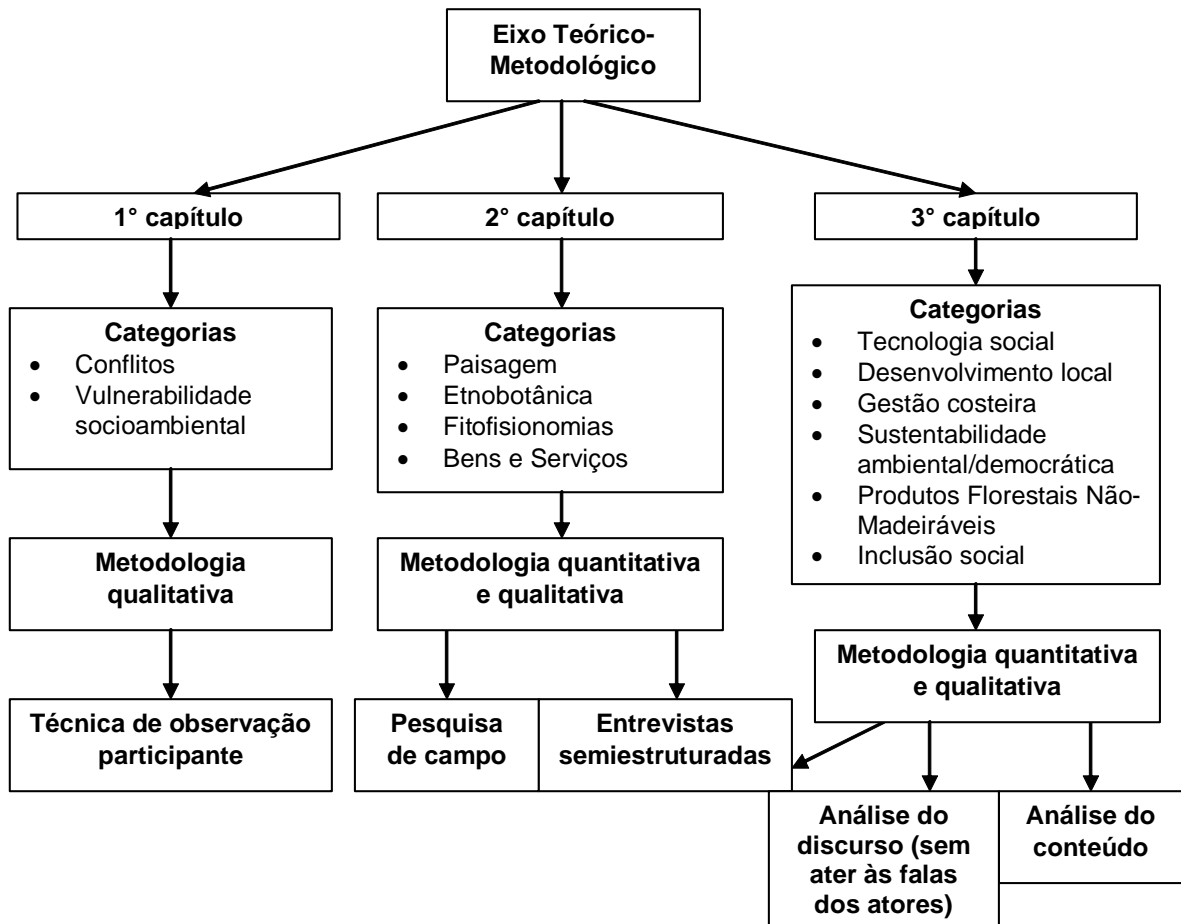 Eixo Teórico-
Metodológico
1° capítulo
2° capítulo
3° capítulo
Categorias
• Conflitos
• Vulnerabilidade
socioambiental
Categorias
• Paisagem
• Etnobotânica
• Fitofisionomias
• Bens e Serviços
Categorias
• Tecnologia social
• Desenvolvimento local
• Gestão costeira
• Sustentabilidade
ambiental/democrática
• Produtos Florestais Não-
Madeiráveis
• Inclusão social
Metodologia
qualitativa
Metodologia quantitativa
e qualitativa
Metodologia quantitativa
e qualitativa
Técnica de observação
participante
Pesquisa
de campo
Entrevistas
semiestruturadas
Análise do
discurso (sem
ater às falas
dos atores)
Análise do
conteúdo